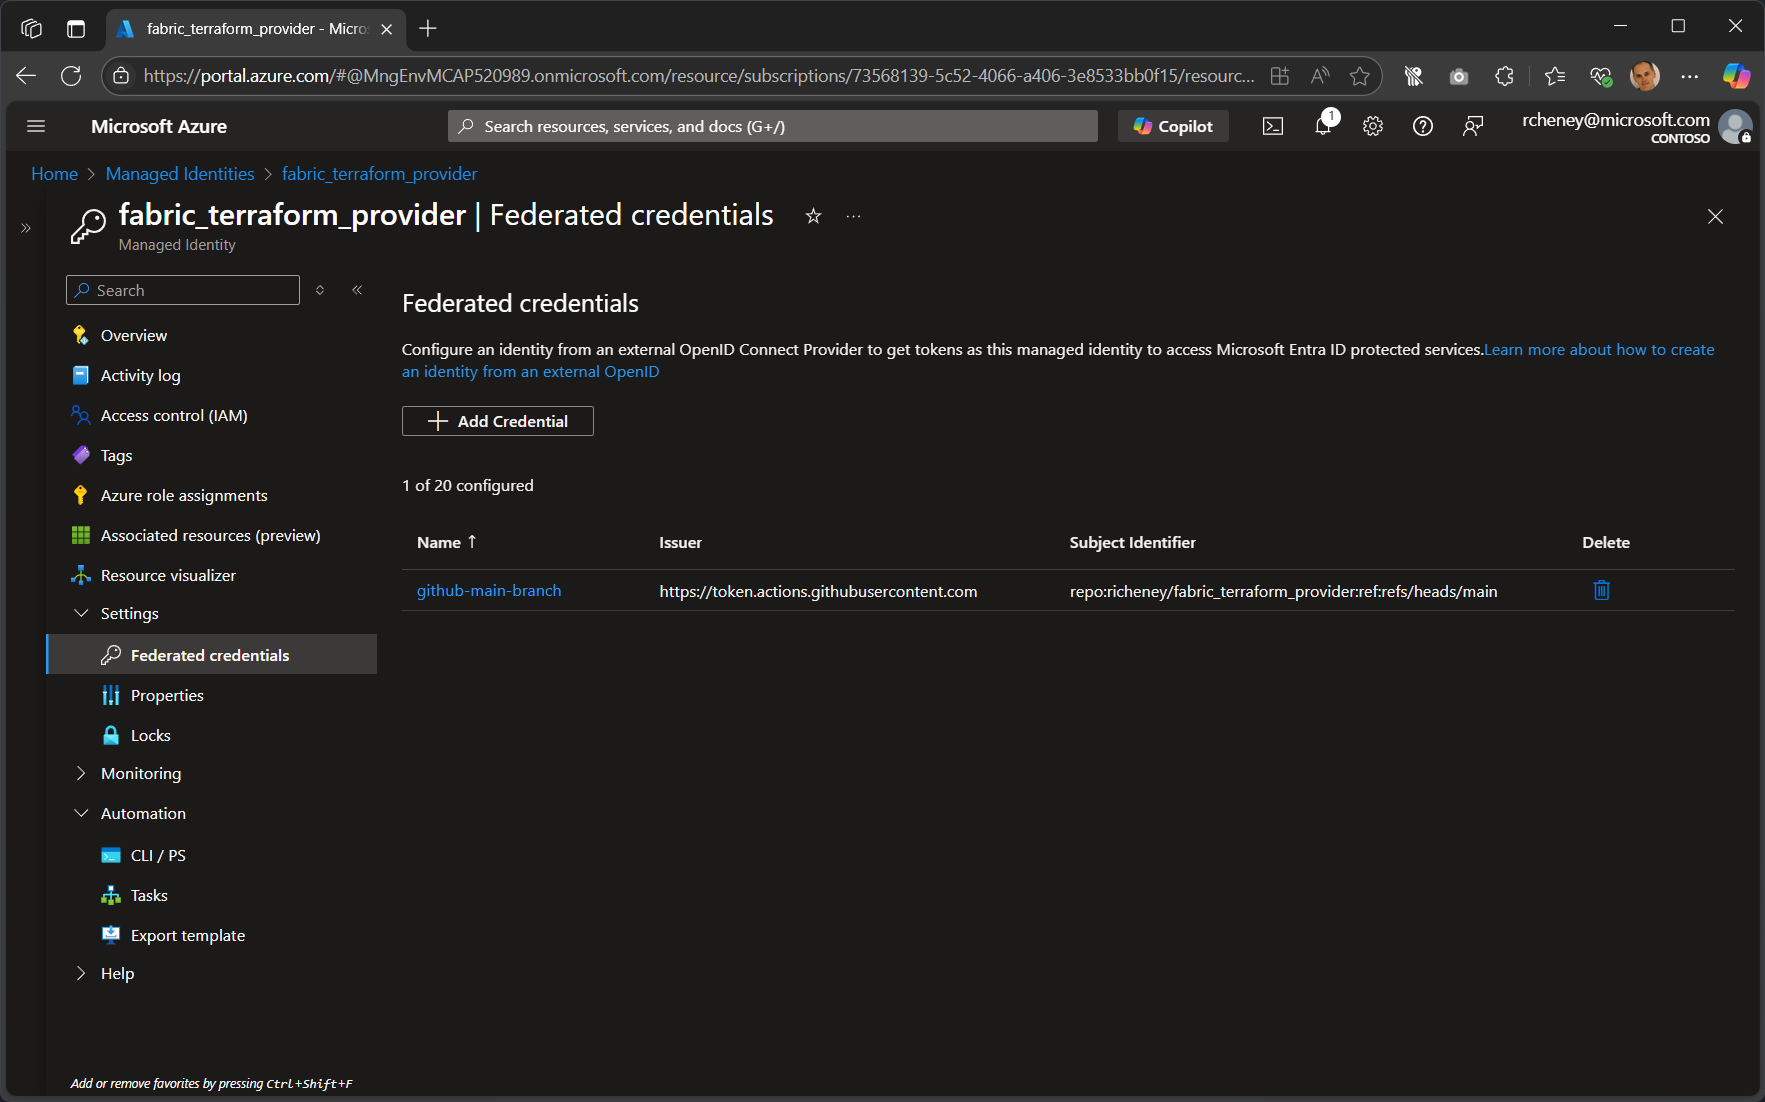 fabric_terraform_provider - Micro
https://portal.azure.com/#@MngEnvMCAP520989.onmicrosoft.com/resource/subscriptions/73568139-5c52-4066-a406-3e8533bb0f15/resourc...
Microsoft Azure
Search resources, services, and docs (G+/)
Copilot
1
rcheney@microsoft.com
CONTOSO
Home > Managed Identities > fabric_terraform_provider
fabric_terraform_provider | Federated credentials
Managed Identity
Search
Overview
Activity log
Access control (IAM)
Tags
Azure role assignments
Associated resources (preview)
Resource visualizer
Settings
Federated credentials
Properties
Locks
Monitoring
Automation
CLI / PS
Tasks
Export template
Help
Add or remove favorites by pressing Ctrl+Shift+F
Federated credentials
Configure an identity from an external OpenID Connect Provider to get tokens as this managed identity to access Microsoft Entra ID protected services.Learn more about how to create
an identity from an external OpenID
Add Credential
1 of 20 configured
Name ↑ Issuer Subject Identifier Delete
github-main-branch https://token.actions.githubusercontent.com repo:richeney/fabric_terraform_provider:ref:refs/heads/main